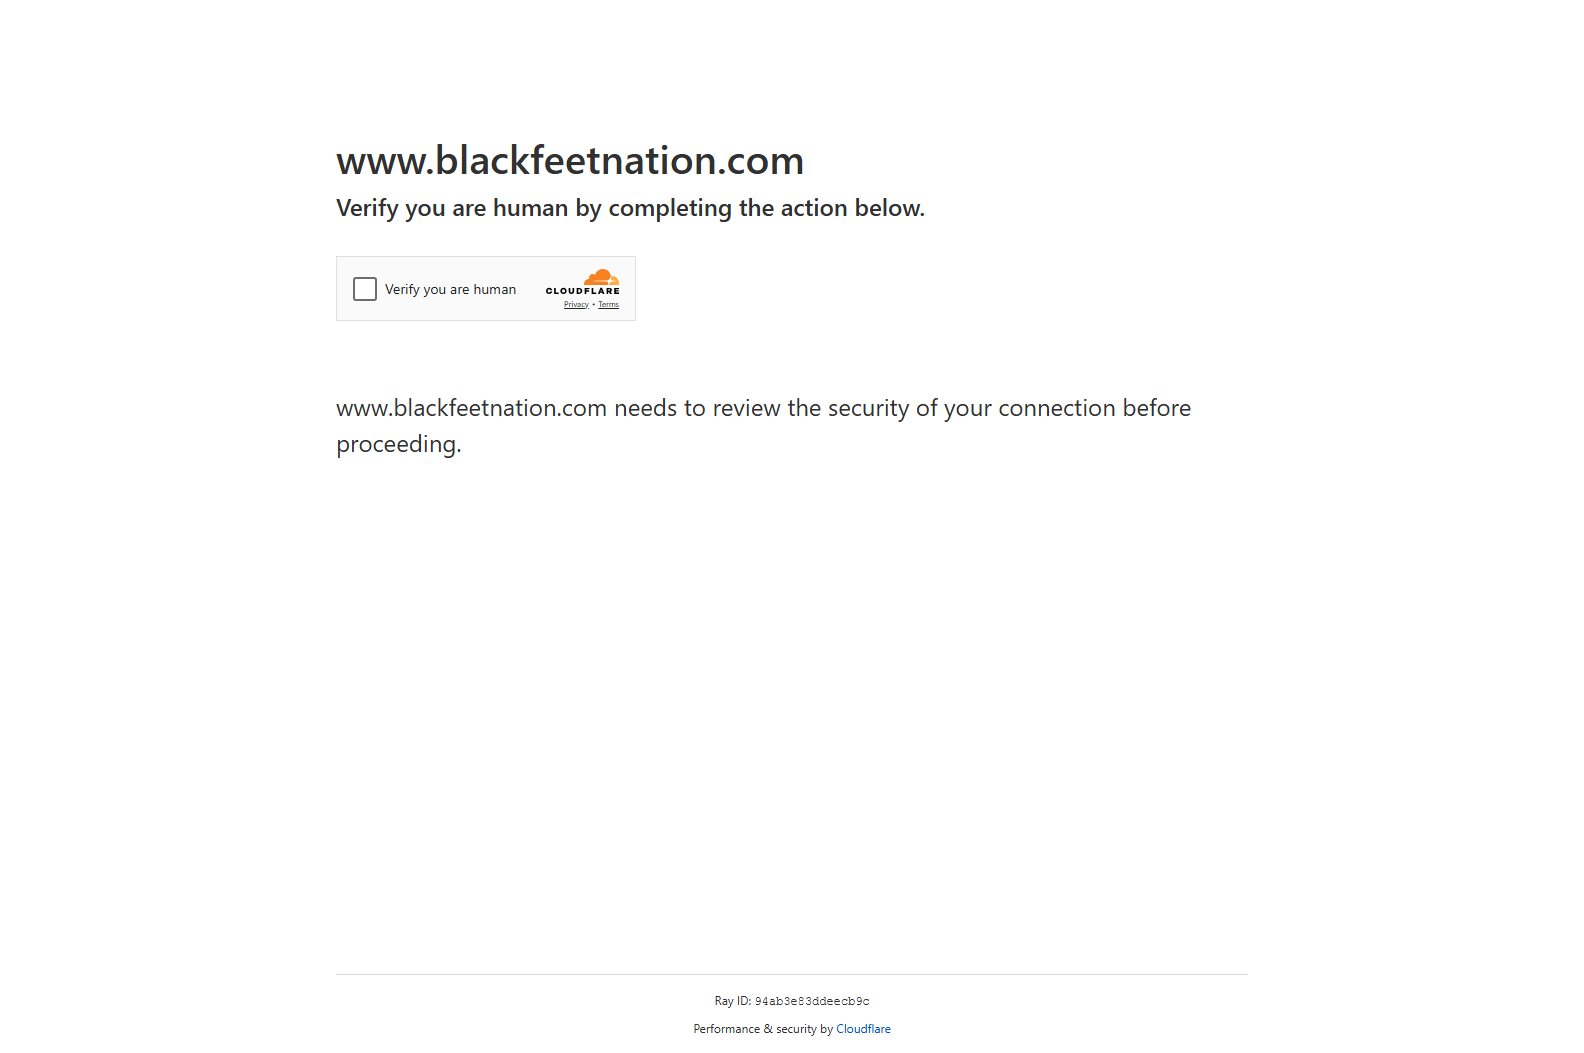 www.blackfeetnation.com
Verify you are human by completing the action below.
Verify you are human
CLOUDFLARE
Privacy • Terms
www.blackfeetnation.com needs to review the security of your connection before
proceeding.
Ray ID: 94ab3e83ddeecb9c
Performance & security by Cloudflare